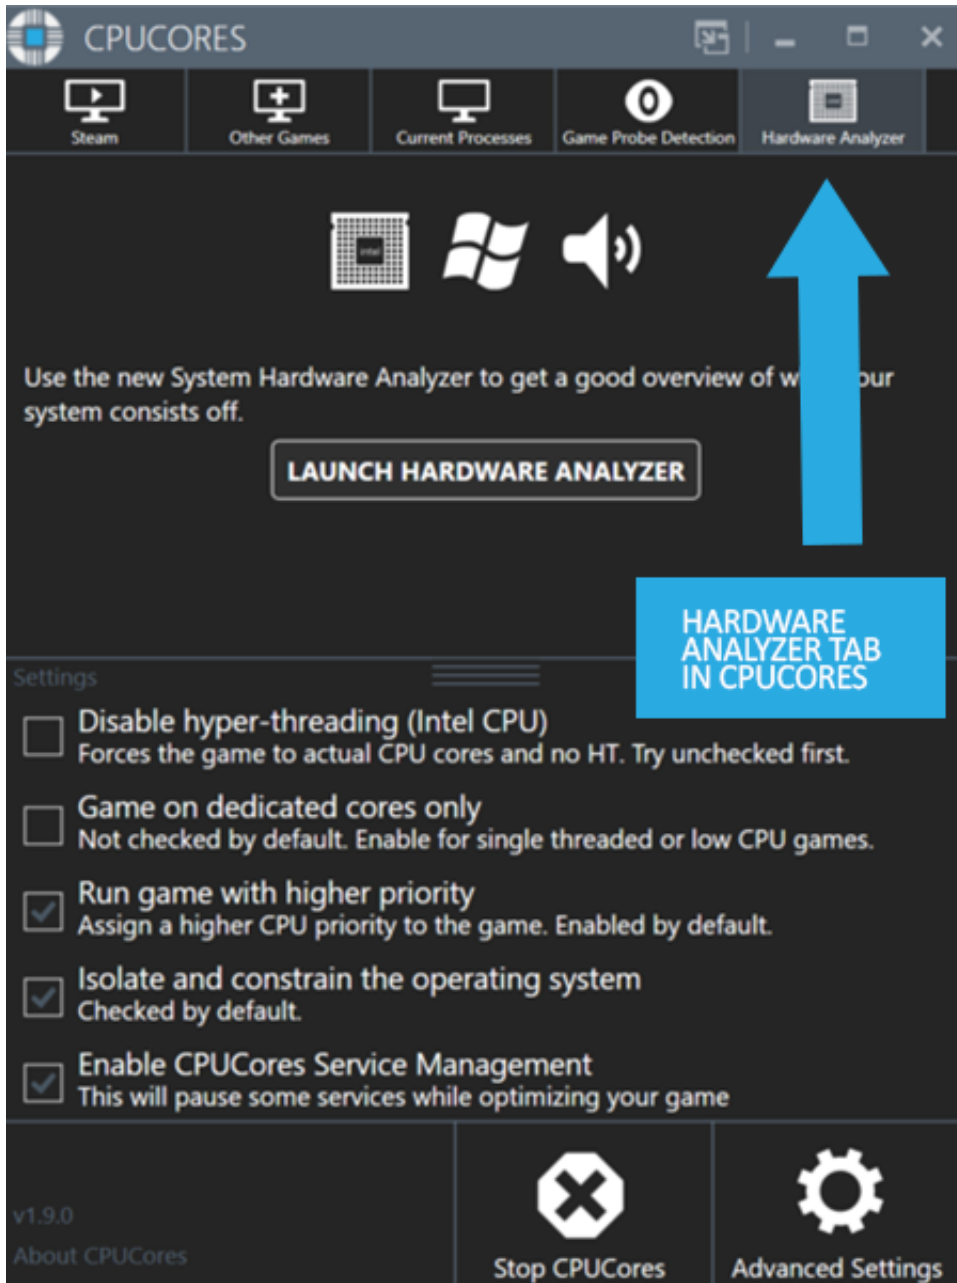 CPUCORES
Steam
Other Games
Current Processes
Game Probe Detection
Hardware Analyzer
intel
Use the new System Hardware Analyzer to get a good overview of w our
system consists off.
LAUNCH HARDWARE ANALYZER
HARDWARE
ANALYZER TAB
IN CPUCORES
Settings
Disable hyper-threading (Intel CPU)
Forces the game to actual CPU cores and no HT. Try unchecked first.
Game on dedicated cores only
Not checked by default. Enable for single threaded or low CPU games.
Run game with higher priority
Assign a higher CPU priority to the game. Enabled by default.
Isolate and constrain the operating system
Checked by default.
Enable CPUCores Service Management
This will pause some services while optimizing your game
v1.9.0
About CPUCores
Stop CPUCores
Advanced Settings